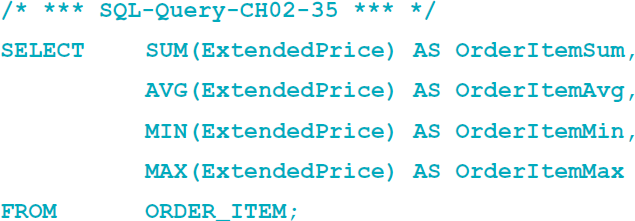 /* *** SQL-Query-CH02-35 *** */
SELECT SUM(ExtendedPrice) AS OrderItemSum,
AVG(ExtendedPrice) AS OrderItemAvg,
MIN(ExtendedPrice) AS OrderItemMin,
MAX(ExtendedPrice) AS OrderItemMax
FROM ORDER_ITEM;